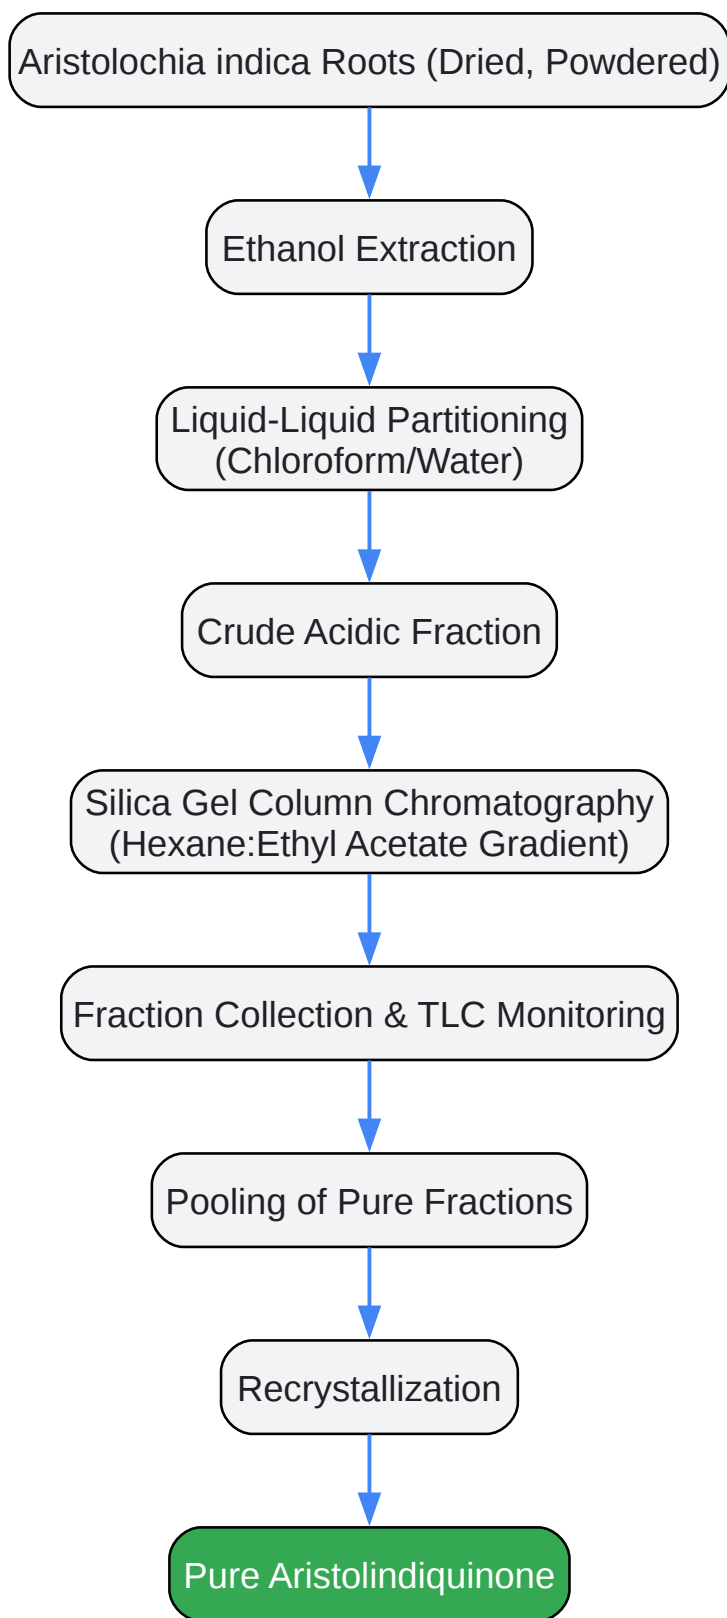 Aristolochia indica Roots (Dried, Powdered)
Ethanol Extraction
Liquid-Liquid Partitioning
(Chloroform/Water)
Crude Acidic Fraction
Silica Gel Column Chromatography
(Hexane:Ethyl Acetate Gradient)
Fraction Collection & TLC Monitoring
Pooling of Pure Fractions
Recrystallization
Pure Aristolindiquinone